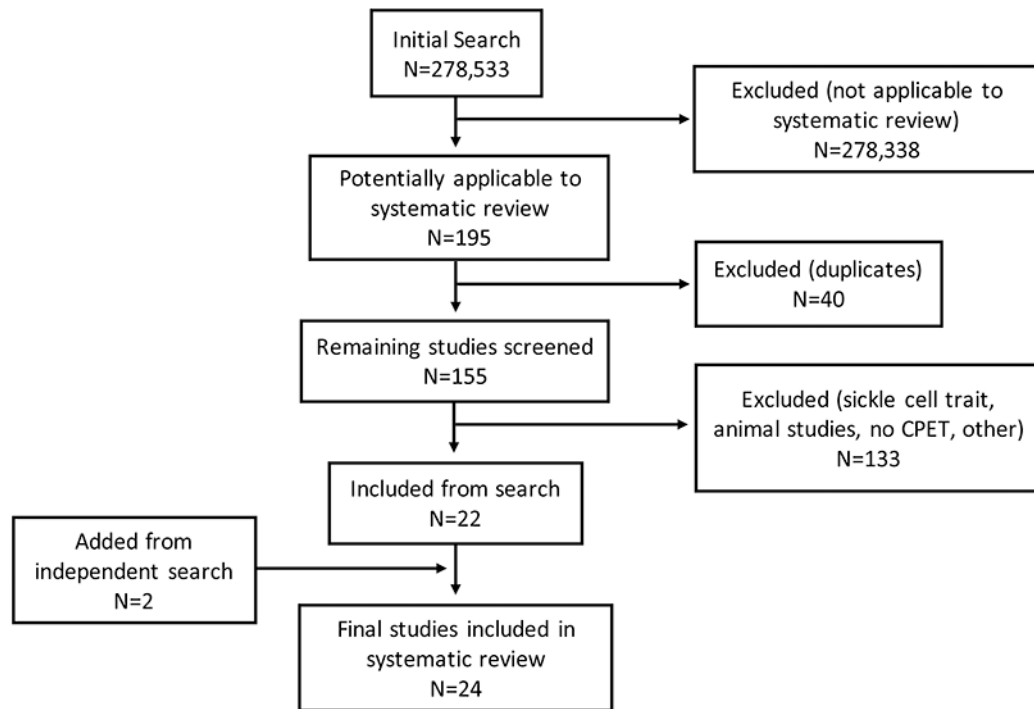 Initial Search
N=278,533
Excluded (not applicable to
systematic review)
N=278,338
Potentially applicable to
systematic review
N=195
Excluded (duplicates)
N=40
Remaining studies screened
N=155
Excluded (sickle cell trait,
animal studies, no CPET, other)
N=133
Included from search
N=22
Added from
independent search
N=2
Final studies included in
systematic review
N=24